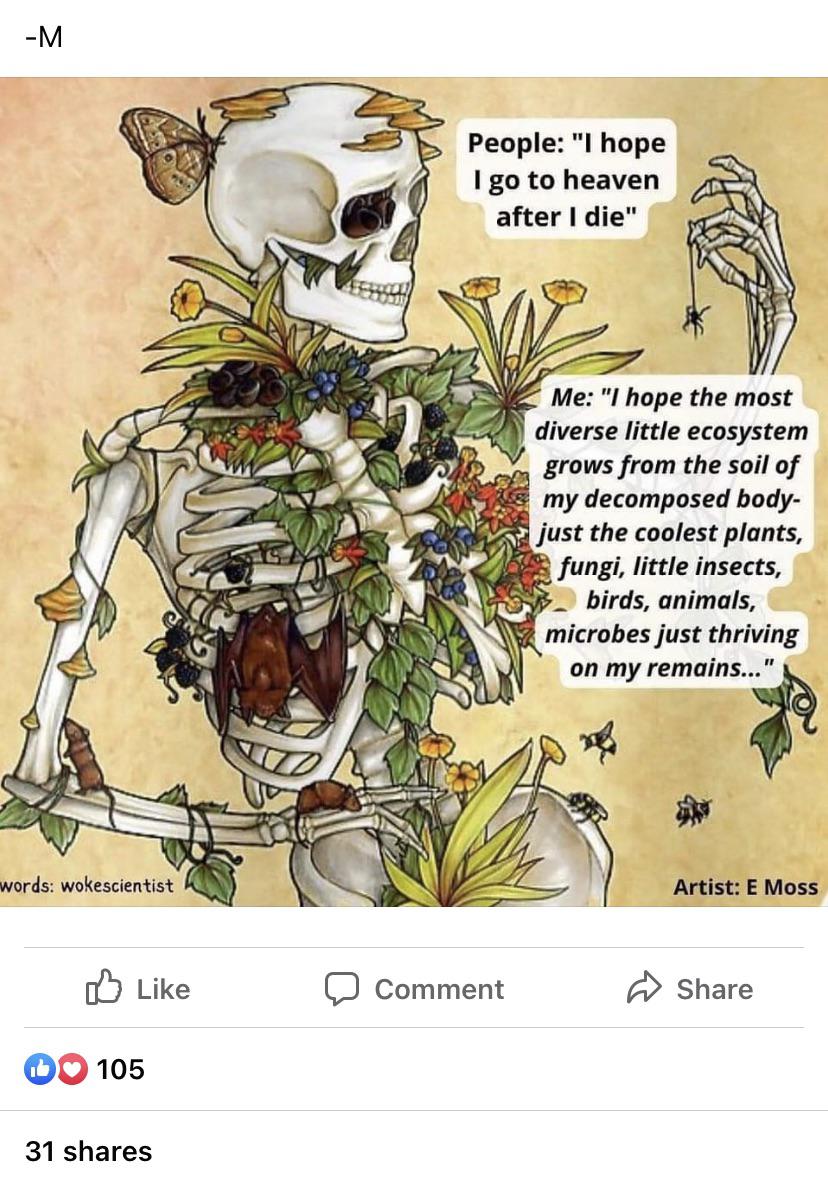 -M
People: "I hope
I go to heaven
after I die"
Me: "I hope the most
diverse little ecosystem
grows from the soil of
my decomposed body-
just the coolest plants,
fungi, little insects,
birds, animals,
microbes just thriving
on my remains..."
words: wokescientist
Artist: E Moss
Like
Comment
Share
105
31 shares